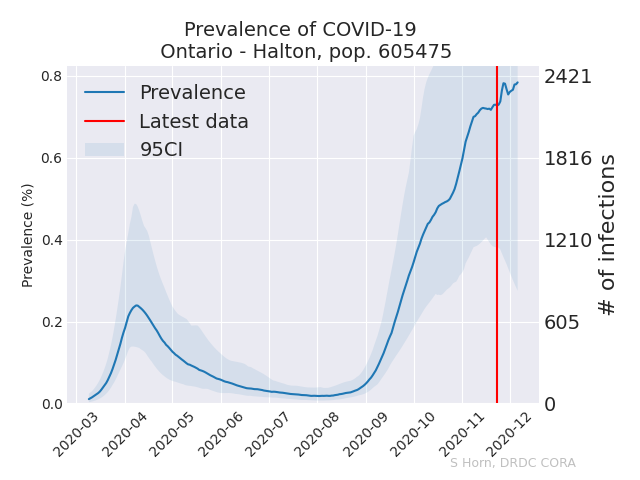 Prevalence of COVID-19
Ontario - Halton, pop. 605475
Prevalence
Latest data
95CI
Prevalence (%)
0.8
0.6
0.4
0.2
0.0
2421
1816
1210
605
0
# of infections
2020-03
2020-04
2020-05
2020-06
2020-07
2020-08
2020-09
2020-10
2020-11
2020-12
S Horn, DRDC CORA